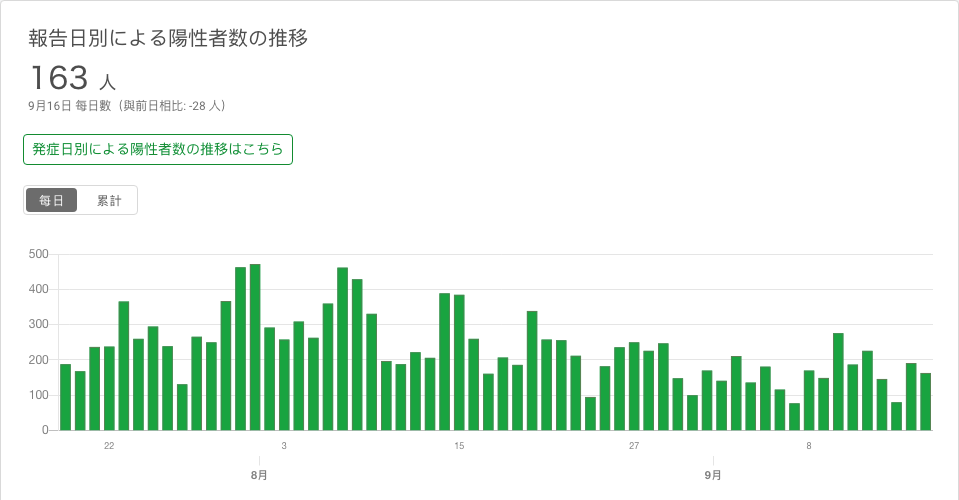 報告日別による陽性者数の推移
163 人
9月16日 毎日數（與前日相比: -28 人）
発症日別による陽性者数の推移はこちら
毎日 累計
500
400
300
200
100
0
22 3 15 27 8
8月 9月